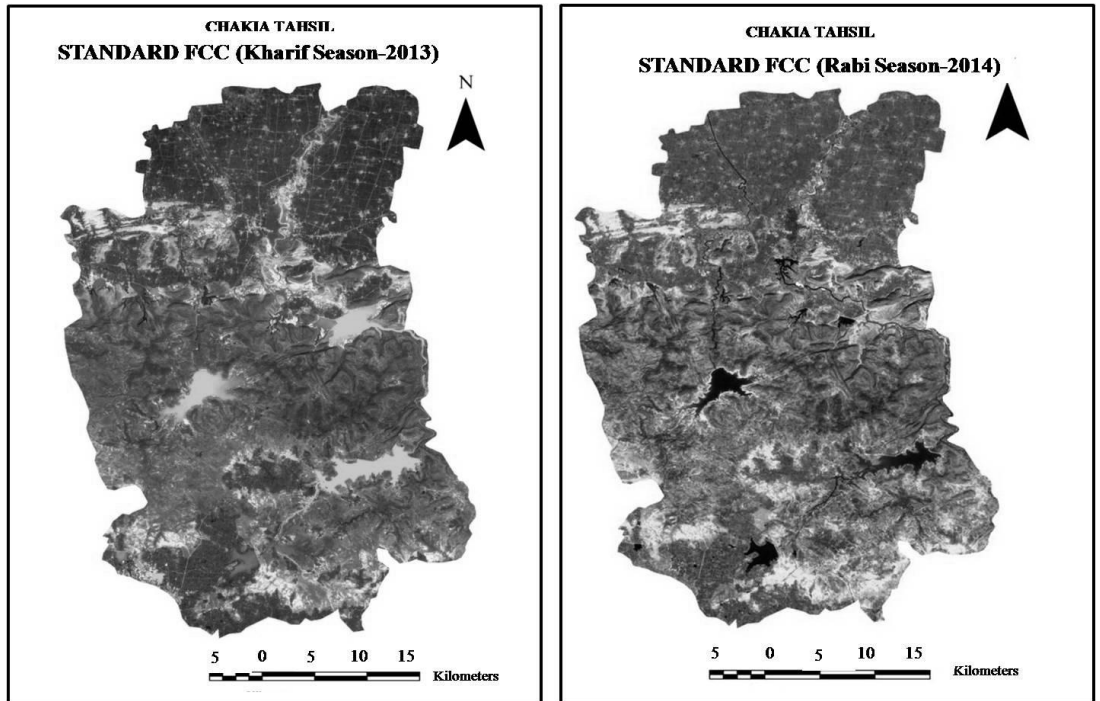 CHAKIA TAHSIL
STANDARD FCC (Kharif Season-2013)
N
5 0 5 10 15
Kilometers
CHAKIA TAHSIL
STANDARD FCC (Rabi Season-2014)
5 0 5 10 15
Kilometers